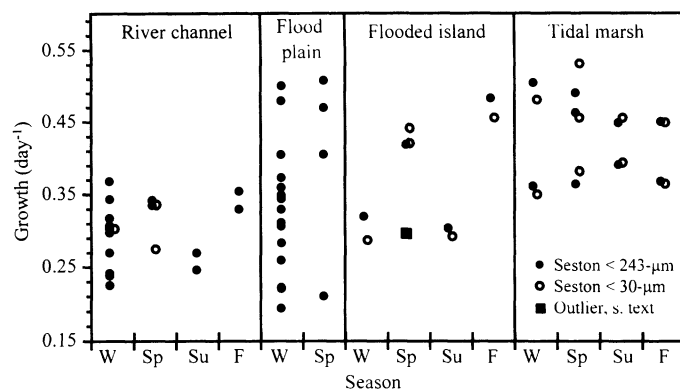 River channel
Flood plain
Flooded island
Tidal marsh
0.55
0.45
0.35
0.25
0.15
Growth (day-1)
Seston < 243-µm
Seston < 30-µm
Outlier, s. text
W Sp Su F W Sp W Sp Su F W Sp Su F
Season